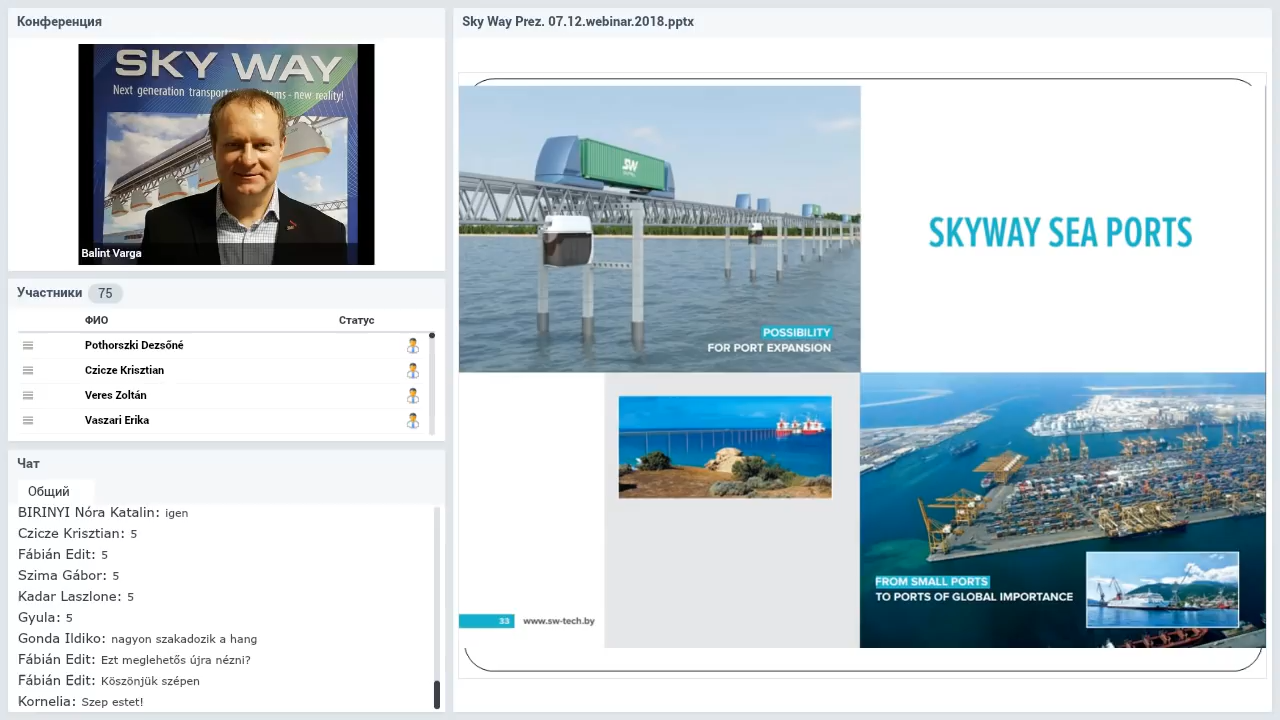 Конференция
SKY WAY
Next generation
new reality!
Balint Varga
Участники 75
ФИО Статус
Pothorszki Dezsőné
Czicze Krisztian
Veres Zoltán
Vaszari Erika
Чат
Общий
BIRINYI Nóra Katalin: igen
Czicze Krisztian: 5
Fábián Edit: 5
Szima Gábor: 5
Kadar Laszlone: 5
Gyula: 5
Gonda Ildiko: nagyon szakadozik a hang
Fábián Edit: Ezt meglehetős újra nézni?
Fábián Edit: Köszönjük szépen
Kornelia: Szep estet!
Sky Way Prez. 07.12.webinar.2018.pptx
SW
POSSIBILITY
FOR PORT EXPANSION
SKYWAY SEA PORTS
33 www.sw-tech.by
FROM SMALL PORTS
TO PORTS OF GLOBAL IMPORTANCE